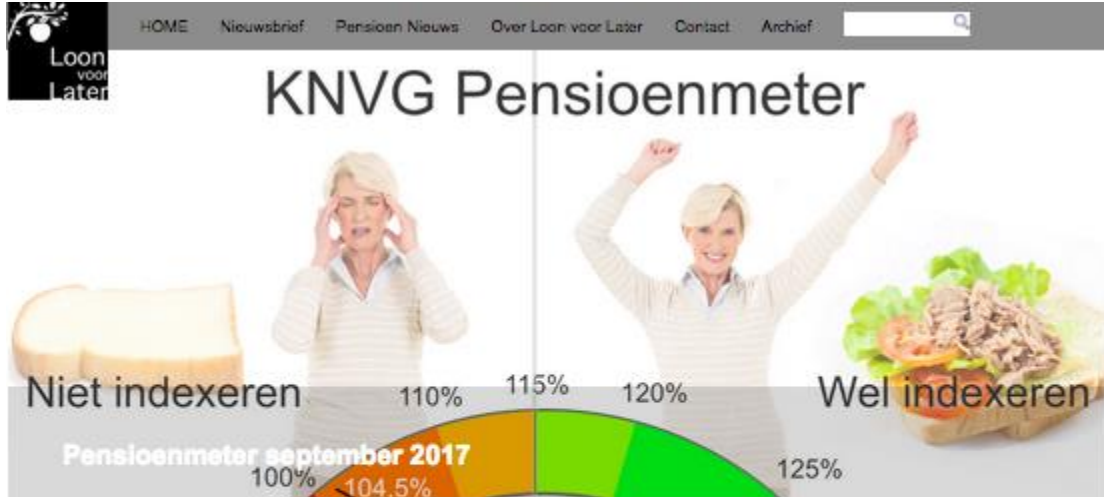 HOME Nieuwsbrief Pensioen Nieuws Over Loon voor Later Contact Archief
Loon
voor
Later
KNVG Pensioenmeter
Niet indexeren
Wel indexeren
110% 115% 120%
Pensioenmeter september 2017
100% 104.5% 125%